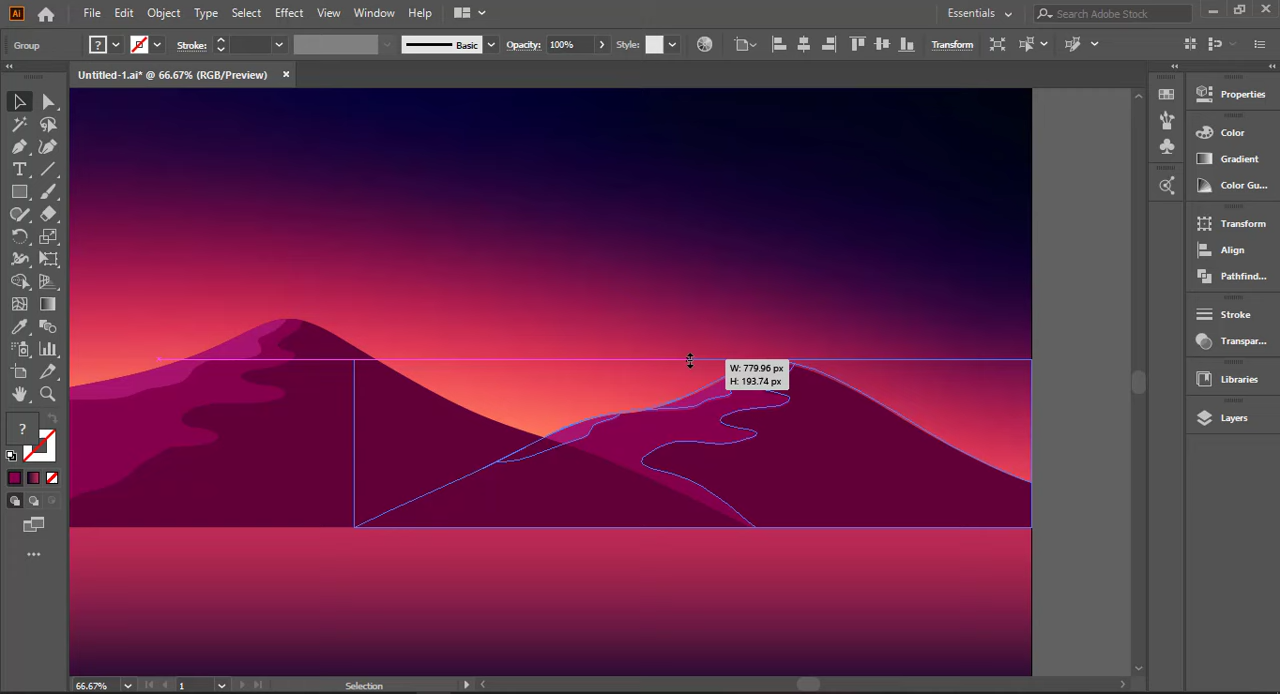 Ai File Edit Object Type Select Effect View Window Help Essentials Search Adobe Stock
Group ? Stroke: Basic Opacity: 100% Style: Transform
Untitled-1.ai* @ 66.67% (RGB/Preview) ×
Properties
Color
Gradient
Color Gu...
Transform
Align
Pathfind...
Stroke
Transpar...
Libraries
Layers
W: 779.96 px
H: 193.74 px
T
?
66.67% 1 Selection